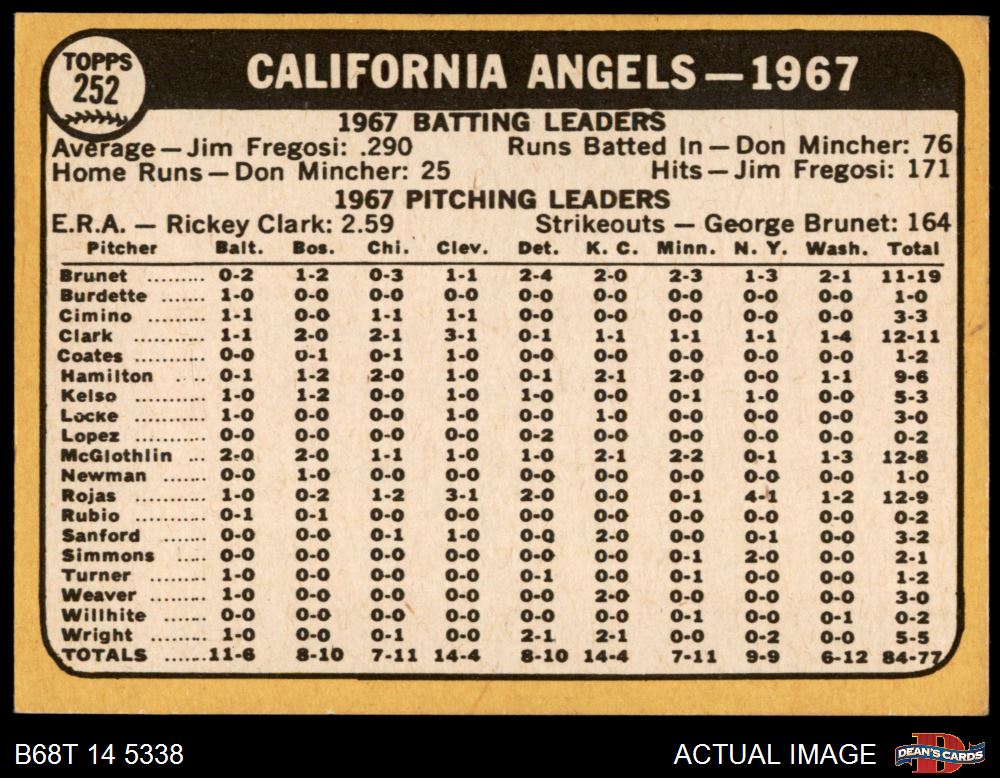 TOPPS
252
CALIFORNIA ANGELS—1967
1967 BATTING LEADERS
Average—Jim Fregosi: .290 Runs Batted In—Don Mincher: 76
Home Runs—Don Mincher: 25 Hits—Jim Fregosi: 171
1967 PITCHING LEADERS
E.R.A. — Rickey Clark: 2.59 Strikeouts — George Brunet: 164
Pitcher Balt. Bos. Chi. Clev. Det. K. C. Minn. N. Y. Wash. Total
Brunet ........ 0-2 1-2 0-3 1-1 2-4 2-0 2-3 1-3 2-1 11-19
Burdette ...... 1-0 0-0 0-0 0-0 0-0 0-0 0-0 0-0 0-0 1-0
Cimino ......... 1-1 0-0 1-1 1-1 0-0 0-0 0-0 0-0 0-0 3-3
Clark ........... 1-1 2-0 2-1 3-1 0-1 1-1 1-1 1-1 1-4 12-11
Coates .......... 0-0 0-1 0-1 1-0 0-0 0-0 0-0 0-0 0-0 1-2
Hamilton .... 0-1 1-2 2-0 1-0 0-1 2-1 2-0 0-0 1-1 9-6
Kelso ........... 1-0 1-2 1-0 0-0 1-0 0-0 0-1 1-0 0-0 5-3
Locke ........... 1-0 0-0 0-0 1-0 0-0 1-0 0-0 0-0 0-0 3-0
Lopez ........... 0-0 0-0 0-0 0-0 0-2 0-0 0-0 0-0 0-0 0-2
McGlothlin ... 2-0 2-0 1-1 1-0 1-0 2-1 2-2 0-1 1-3 12-8
Newman ....... 0-0 1-0 0-0 0-0 0-0 0-0 0-0 0-0 0-0 1-0
Rojas ........... 1-0 0-2 1-2 3-1 2-0 0-0 0-1 4-1 1-2 12-9
Rubio ........... 0-1 0-1 0-0 0-0 0-0 0-0 0-0 0-0 0-0 0-2
Sanford ....... 0-0 0-0 0-1 1-0 0-0 2-0 0-0 0-1 0-0 3-2
Simmons ..... 0-0 0-0 0-0 0-0 0-0 0-0 0-1 2-0 0-0 2-1
Turner ......... 1-0 0-0 0-0 0-0 0-1 0-0 0-1 0-0 0-0 1-2
Weaver ........ 1-0 0-0 0-0 0-0 0-0 2-0 0-0 0-0 0-0 3-0
Willhite ....... 0-0 0-0 0-0 0-0 0-0 0-0 0-1 0-0 0-1 0-2
Wright ......... 1-0 0-0 0-1 0-0 2-1 2-1 0-0 0-2 0-0 5-5
TOTALS ......11-6 8-10 7-11 14-4 8-10 14-4 7-11 9-9 6-12 84-77
B68T 14 5338
ACTUAL IMAGE
DEAN'S CARDS